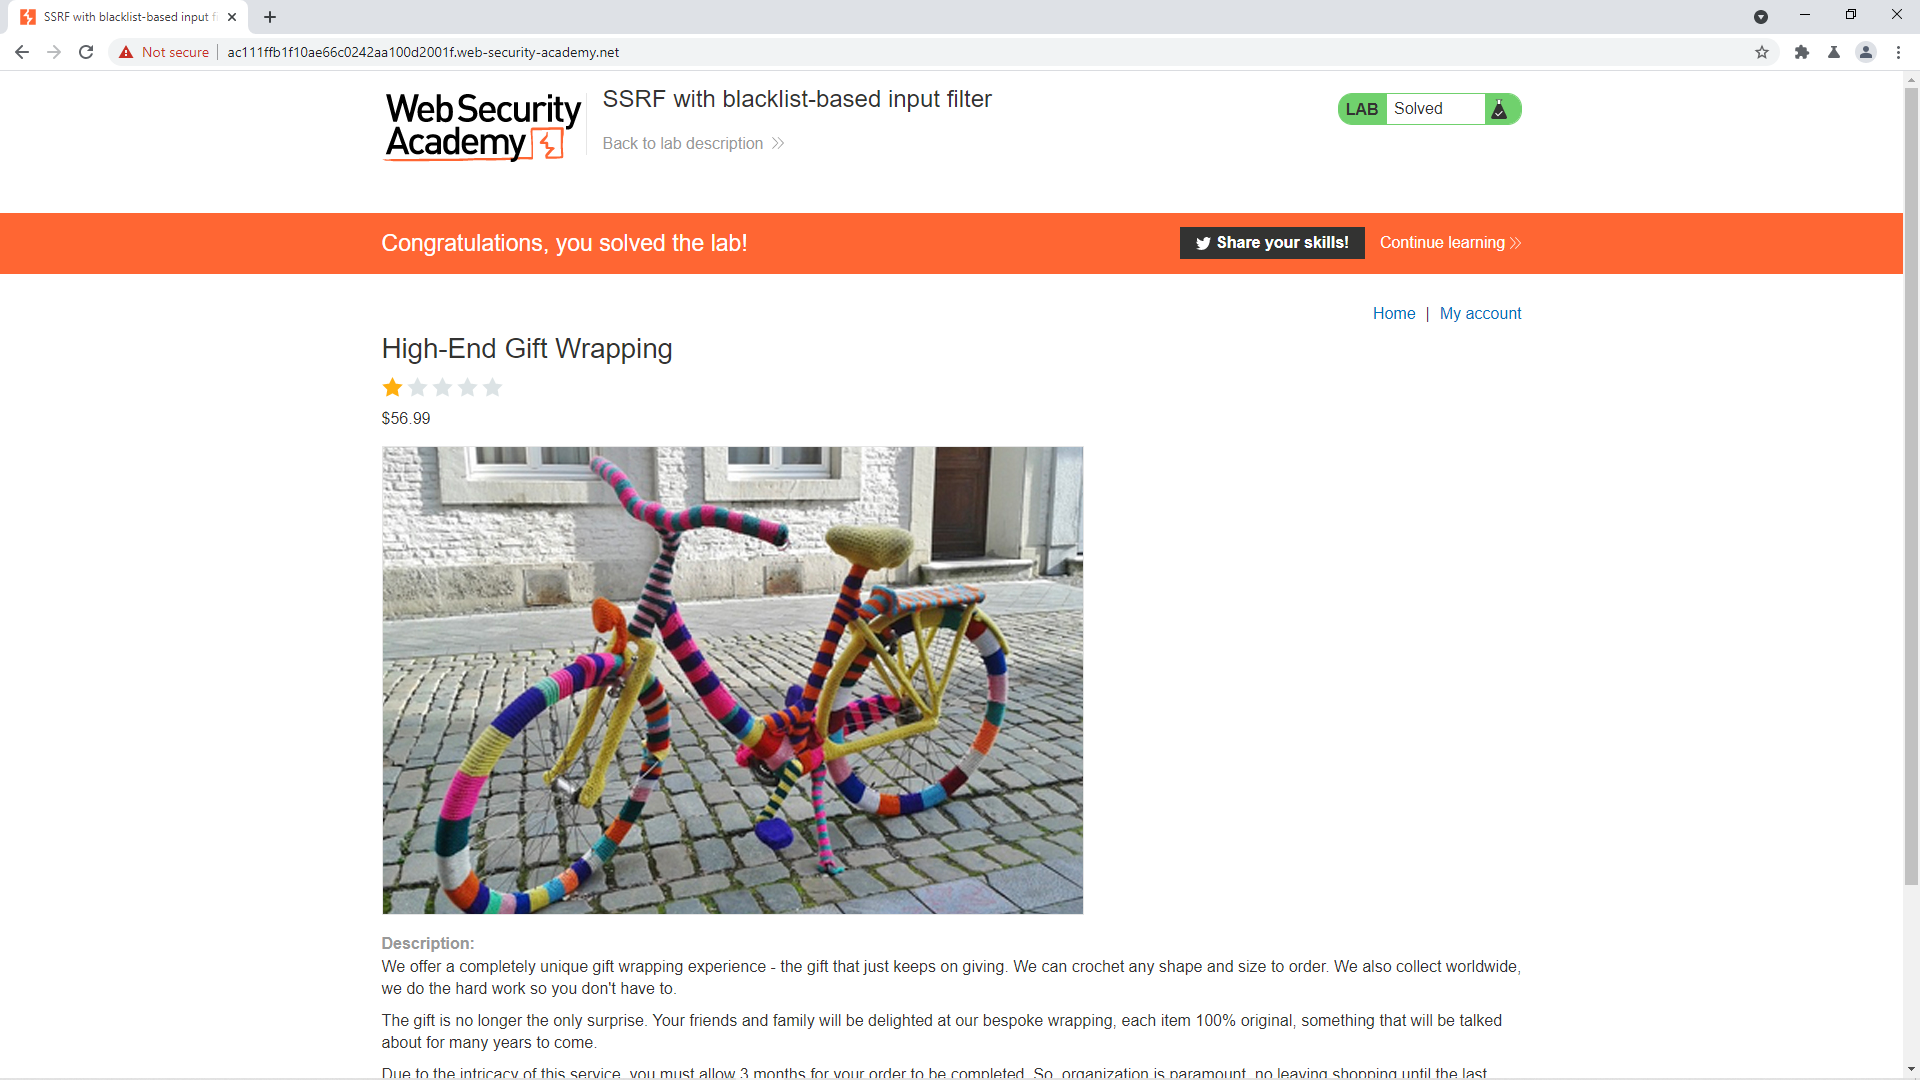 SSRF with blacklist-based input fi
Not secure
ac111ffb1f10ae66c0242aa100d2001f.web-security-academy.net
Web Security
Academy
SSRF with blacklist-based input filter
Back to lab description
LAB Solved
Congratulations, you solved the lab!
Share your skills!
Continue learning
Home | My account
High-End Gift Wrapping
$56.99
Description:
We offer a completely unique gift wrapping experience - the gift that just keeps on giving. We can crochet any shape and size to order. We also collect worldwide,
we do the hard work so you don't have to.
The gift is no longer the only surprise. Your friends and family will be delighted at our bespoke wrapping, each item 100% original, something that will be talked
about for many years to come.
Due to the intricacy of this service, you must allow 3 months for your order to be completed. So, organization is paramount, no leaving shopping until the last